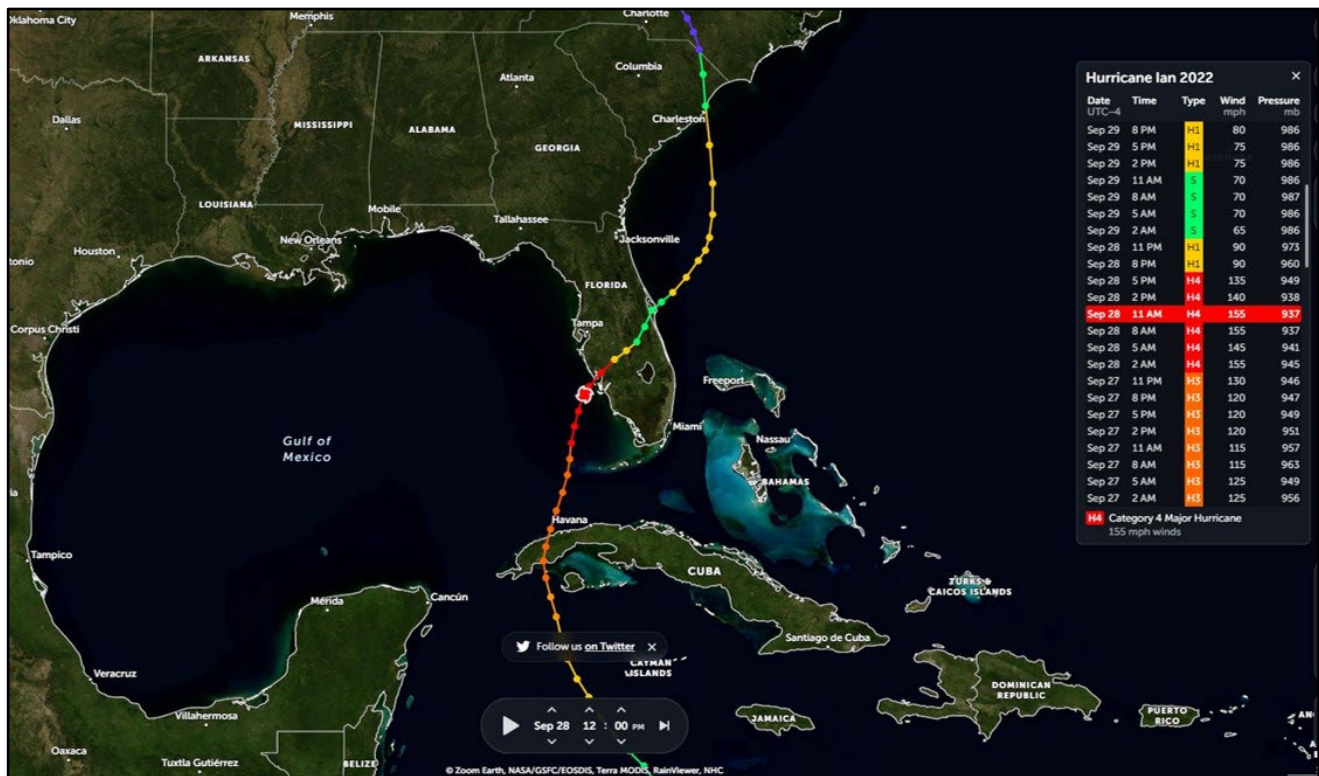 Oklahoma City
Memphis
Charlotte
ARKANSAS
Columbia
Atlanta
Dallas
MISSISSIPPI
ALABAMA
Charleston
GEORGIA
LOUISIANA
Mobile
Tallahassee
Jacksonville
New Orleans
Houston
tonio
FLORIDA
Corpus Christi
Tampa
Freeport
Miami
Nassau
BAHAMAS
Gulf of
Mexico
Havana
Tampico
CUBA
TURKS &
CAICOS ISLANDS
Mérida
Cancún
Santiago de Cuba
CAYMAN
ISLANDS
Veracruz
DOMINICAN
REPUBLIC
PUERTO
RICO
JAMAICA
Villahermosa
Oaxaca
BELIZE
Tuxtla Gutiérrez
Hurricane Ian 2022 ×
Date Time Type Wind Pressure
UTC–4 mph mb
Sep 29 8 PM H1 80 986
Sep 29 5 PM H1 75 986
Sep 29 2 PM H1 75 986
Sep 29 11 AM S 70 986
Sep 29 8 AM S 70 987
Sep 29 5 AM S 70 986
Sep 29 2 AM S 65 986
Sep 28 11 PM H1 90 973
Sep 28 8 PM H1 90 960
Sep 28 5 PM H4 135 949
Sep 28 2 PM H4 140 938
Sep 28 11 AM H4 155 937
Sep 28 8 AM H4 155 937
Sep 28 5 AM H4 145 941
Sep 28 2 AM H4 155 945
Sep 27 11 PM H3 130 946
Sep 27 8 PM H3 120 947
Sep 27 5 PM H3 120 949
Sep 27 2 PM H3 120 951
Sep 27 11 AM H3 115 957
Sep 27 8 AM H3 115 963
Sep 27 5 AM H3 125 949
Sep 27 2 AM H3 125 956
H4 Category 4 Major Hurricane
155 mph winds
Follow us on Twitter ×
Sep 28 12 : 00 PM
© Zoom Earth, NASA/GSFC/EOSDIS, Terra MODIS, RainViewer, NHC